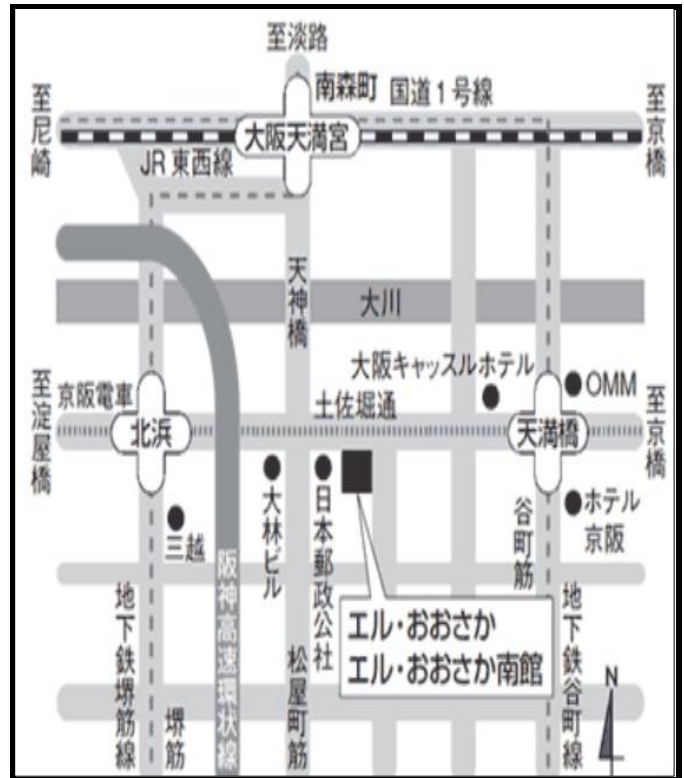 至淡路
南森町
国道1号線
至尼崎
大阪天満宮
至京橋
JR東西線
天神橋
大川
大阪キャッスルホテル
OMM
至淀屋橋
京阪電車
土佐堀通
北浜
天満橋
至京橋
三越
大林ビル
日本郵政公社
谷町筋
ホテル
京阪
エル・おおさか
エル・おおさか南館
地下鉄堺筋線
堺筋
阪神高速環状線
松屋町筋
地下鉄谷町線
N